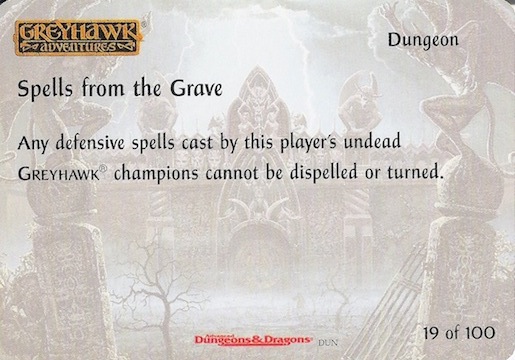 GREYHAWK®
ADVENTURES
Dungeon
Spells from the Grave
Any defensive spells cast by this player's undead
GREYHAWK® champions cannot be dispelled or turned.
Advanced
Dungeons & Dragons®
DUN
19 of 100